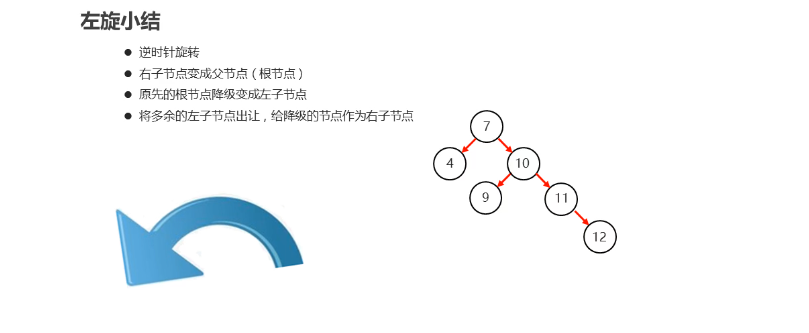 左旋小结
逆时针旋转
右子节点变成父节点（根节点）
原先的根节点降级变成左子节点
将多余的左子节点出让，给降级的节点作为右子节点
7
4
10
9
11
12